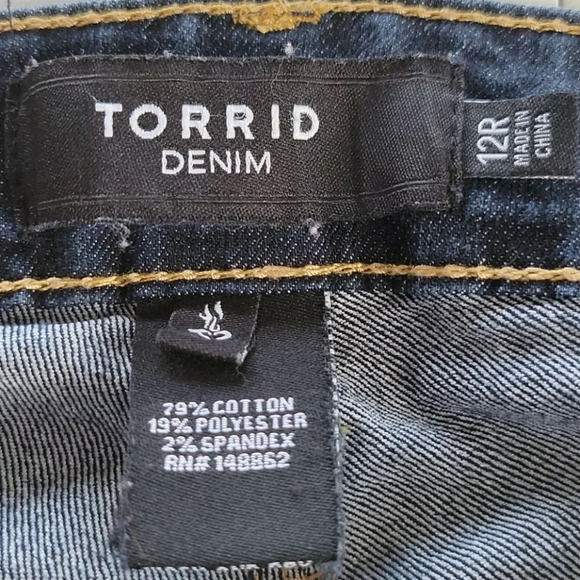 TORRID
DENIM
12R
MADE IN
CHINA
79% COTTON
19% POLYESTER
2% SPANDEX
RN# 148862